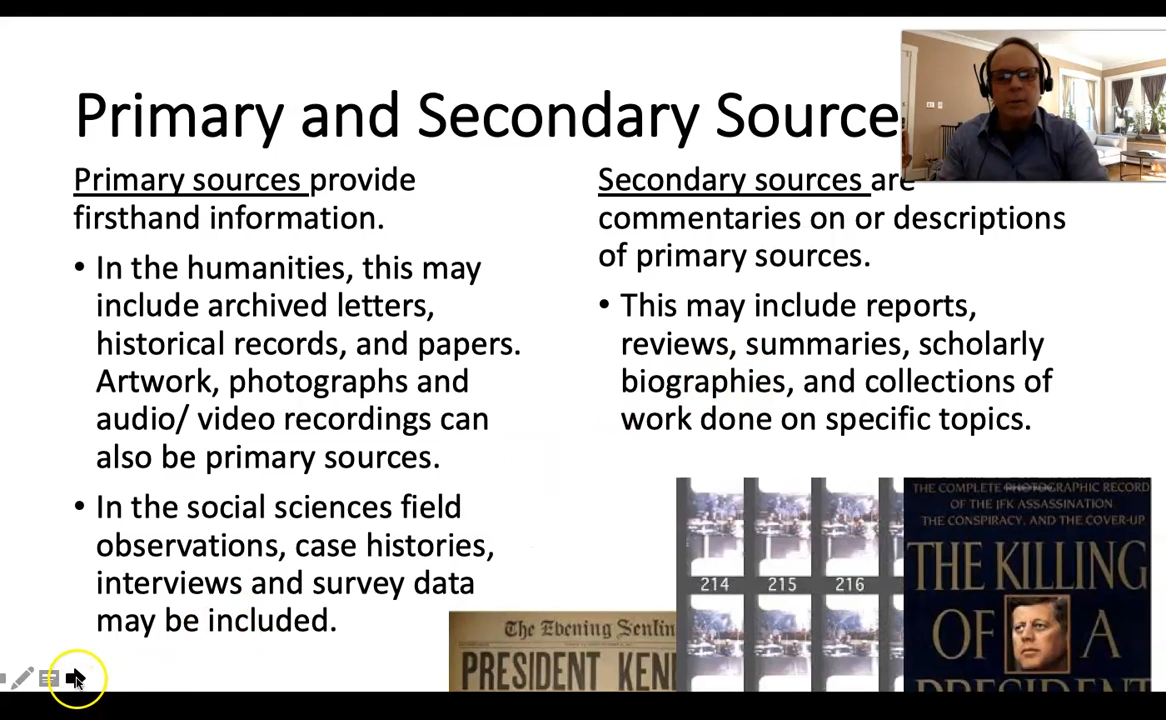 Primary and Secondary Source
Primary sources provide
firsthand information.
• In the humanities, this may
include archived letters,
historical records, and papers.
Artwork, photographs and
audio/ video recordings can
also be primary sources.
• In the social sciences field
observations, case histories,
interviews and survey data
may be included.
Secondary sources are
commentaries on or descriptions
of primary sources.
• This may include reports,
reviews, summaries, scholarly
biographies, and collections of
work done on specific topics.
The Evening Sentin
PRESIDENT KEN
214 215 216
THE COMPLETE PHOTOGRAPHIC RECORD
OF THE JFK ASSASSINATION
THE CONSPIRACY, AND THE COVER-UP
THE KILLING
OF A
PRESIDENT